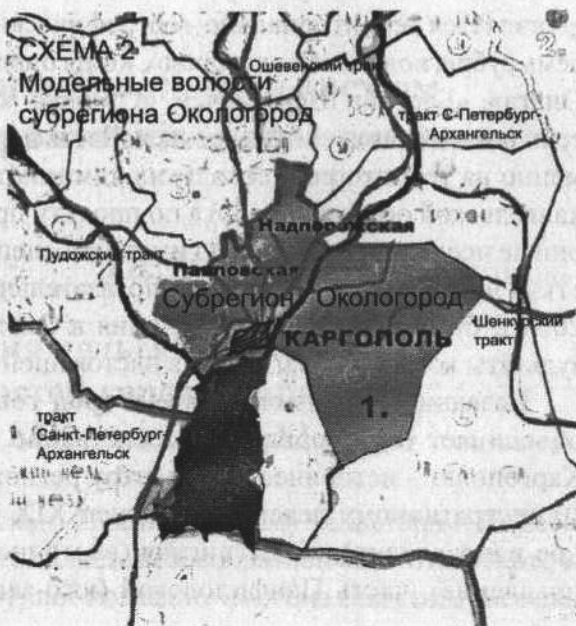 СХЕМА 2
Модельные волости
субрегиона Окологород
Ошевенский тракт
2.
тракт С-Петербург-
Архангельск
Надпорожская
Пудожский тракт
Павловская
Субрегион Окологород
КАРГОПОЛЬ
Шенкурский
тракт
1.
тракт
Санкт-Петербург-
Архангельск